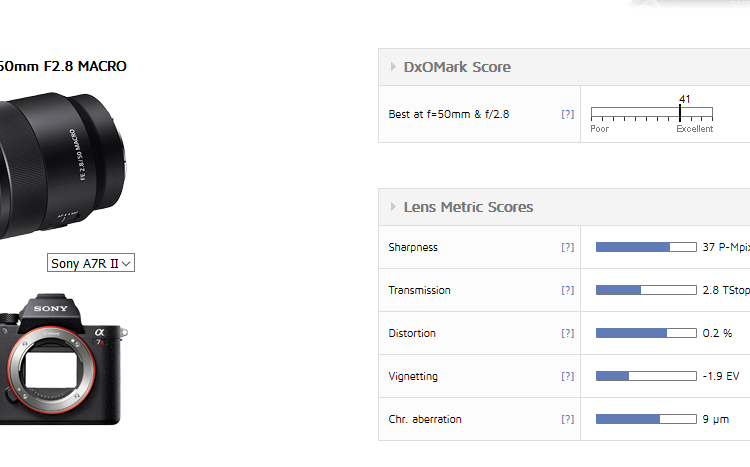 50mm F2.8 MACRO
FE 2.8/50 MACRO
Sony A7R II
SONY
α
7R
DxOMark Score
Best at f=50mm & f/2.8 [?] 41
Poor Excellent
Lens Metric Scores
Sharpness [?] 37 P-Mpix
Transmission [?] 2.8 TStop
Distortion [?] 0.2 %
Vignetting [?] -1.9 EV
Chr. aberration [?] 9 µm